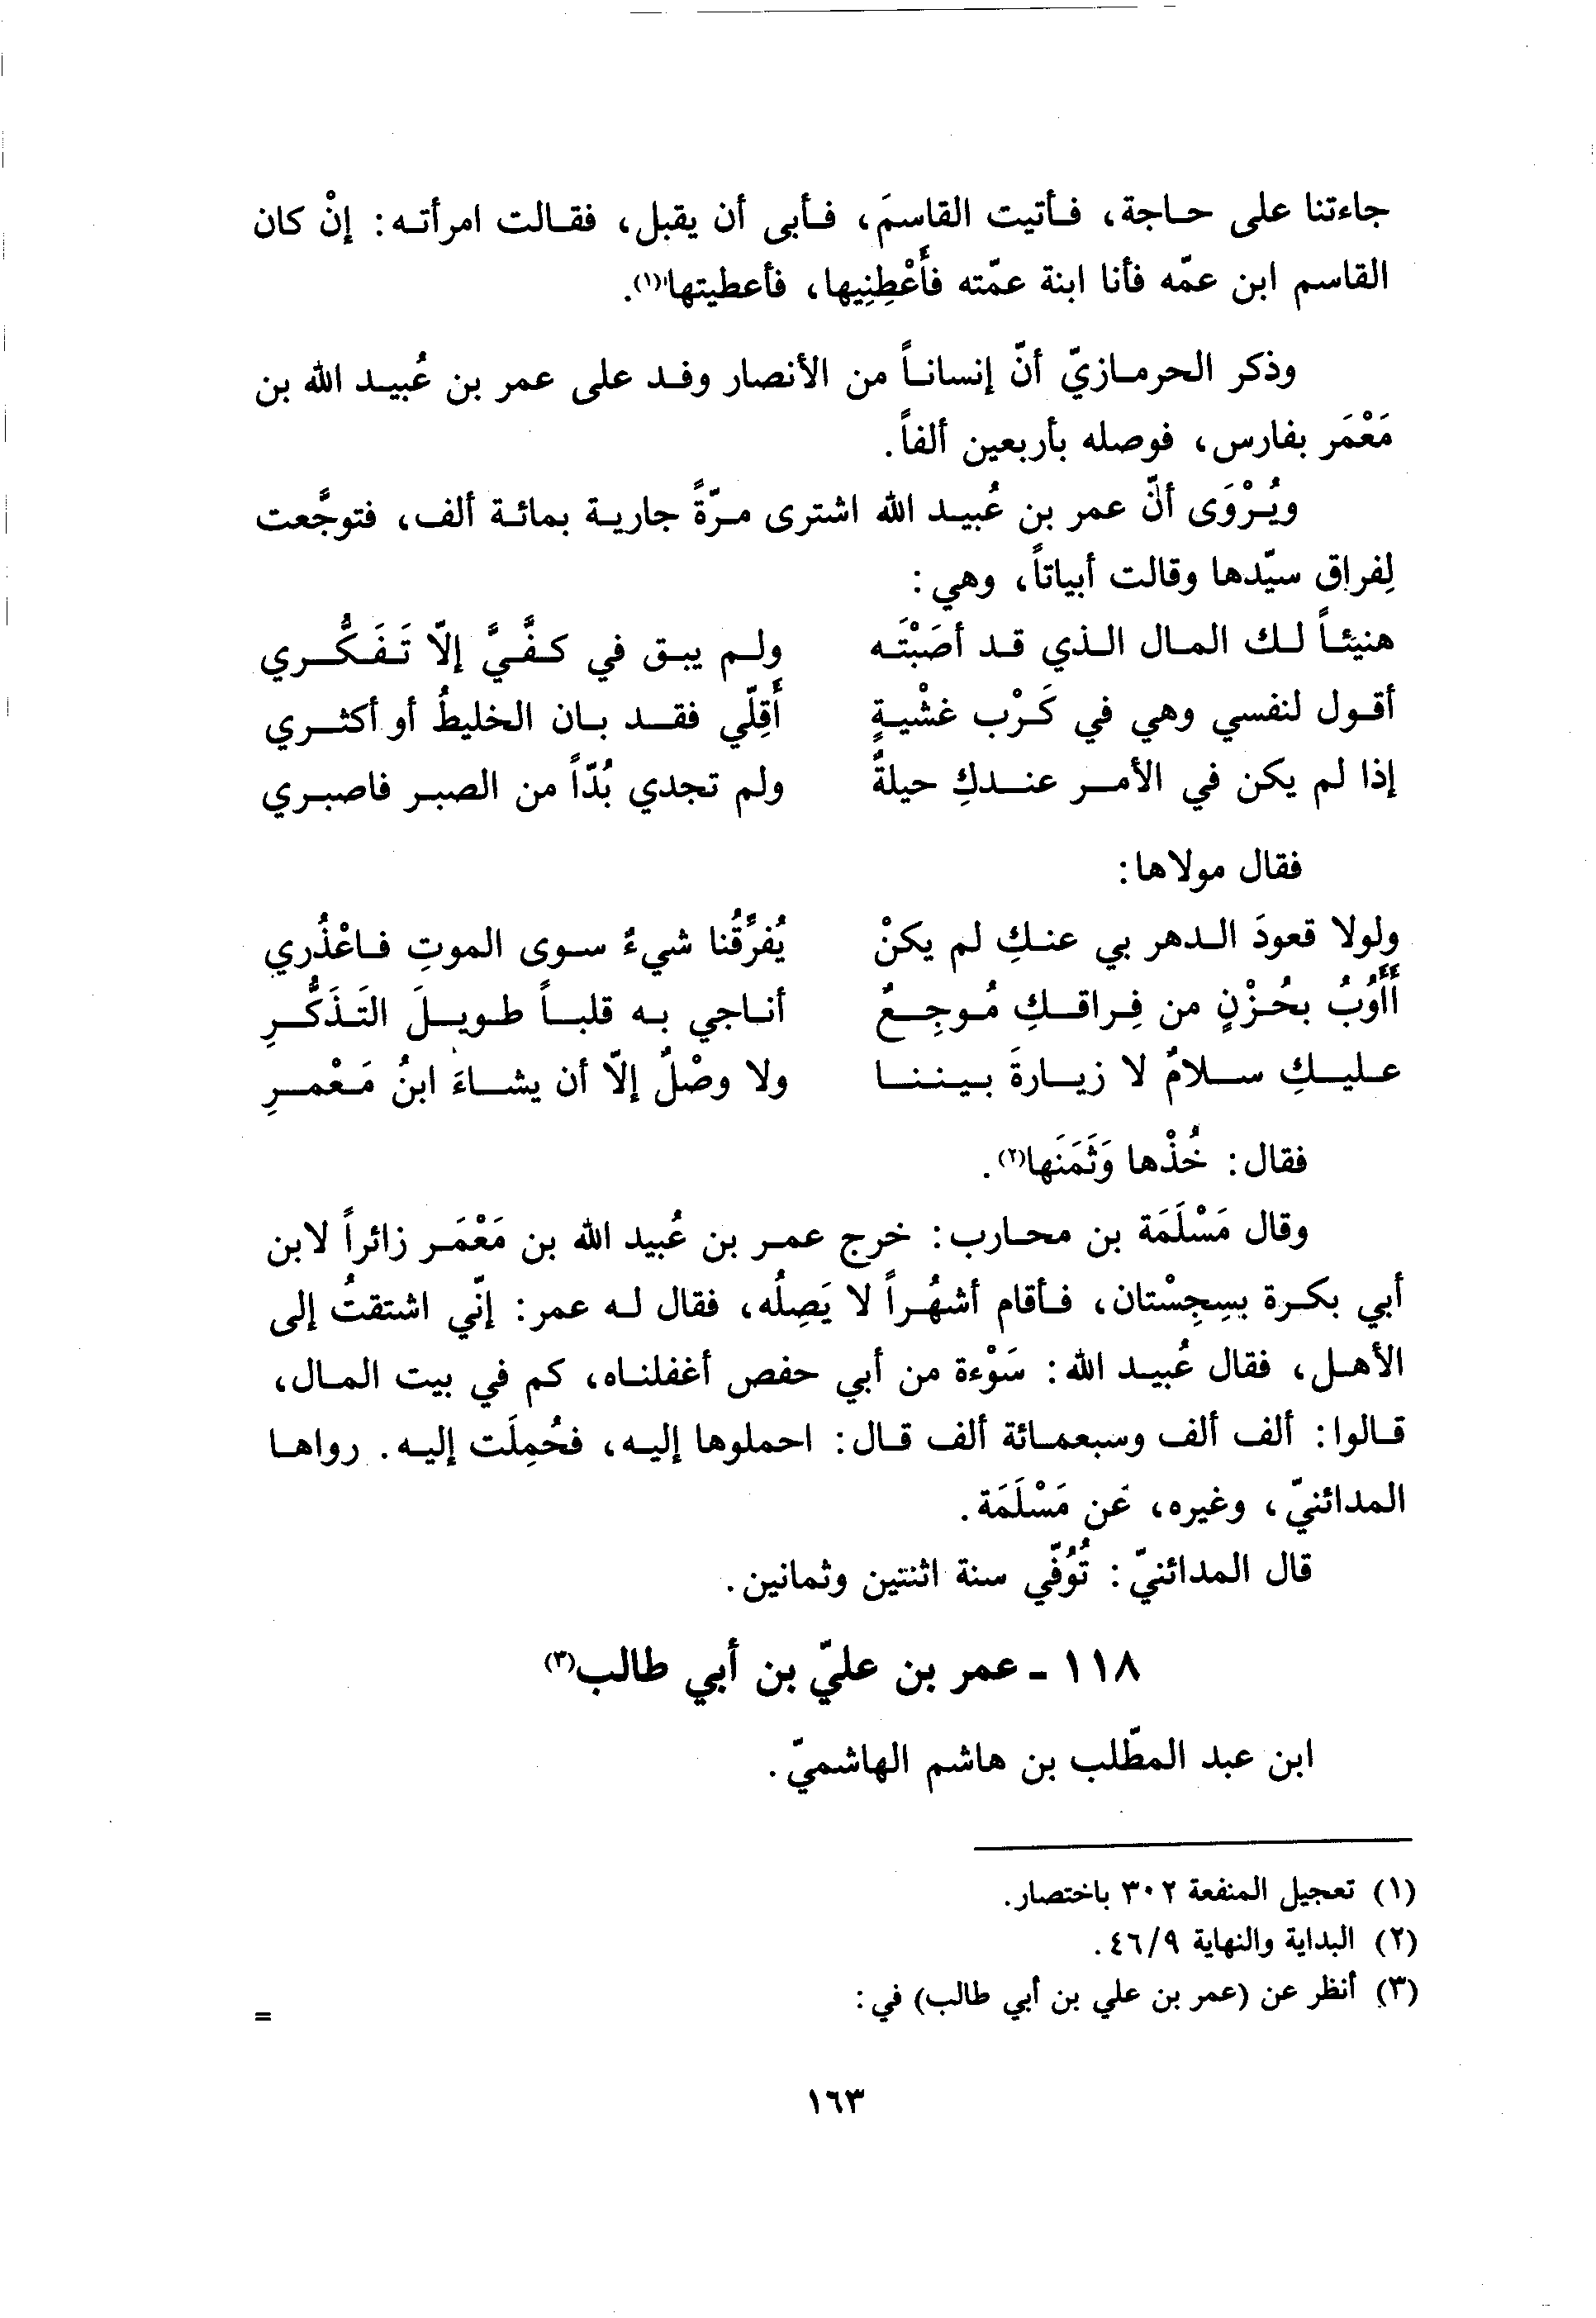 جاءتنا على حاجة، فأتيت القاسمَ، فأبى أن يقبل، فقالت امرأته: إنْ كان
القاسم ابن عمّه فأنا ابنة عمّته فأَعْطِنِيها، فأعطيتها(١).
وذكر الحرمازيّ أنّ إنساناً من الأنصار وفد على عمر بن عُبيد الله بن
مَعْمَر بفارس، فوصله بأربعين ألفاً.
ويُرْوَى أنّ عمر بن عُبيد الله اشترى مرّةً جارية بمائة ألف، فتوجَّعت
لِفراق سيّدها وقالت أبياتاً، وهي:
هنيئاً لك المال الذي قد أصَبْتَه ولم يبق في كفَّيَّ إلّا تَفَكُّري
أقول لنفسي وهي في كَرْب غشْيةٍ أَقِلّي فقد بان الخليطُ أو أكثري
إذا لم يكن في الأمر عندكِ حيلةٌ ولم تجدي بُدّاً من الصبر فاصبري
فقال مولاها:
ولولا قعودَ الدهر بي عنكِ لم يكنْ يُفرِّقُنا شيءٌ سوى الموتِ فاعْذُري
أَأَوُبُ بحُزْنٍ من فِراقكِ مُوجِعٌ أناجي به قلباً طويلَ التَذَكُّرِ
عليكِ سلامٌ لا زيارةَ بيننا ولا وصْلٌ إلّا أن يشاءَ ابنُ مَعْمرِ
فقال: خُذْها وَثَمَنَها(٢).
وقال مَسْلَمَة بن محارب: خرج عمر بن عُبيد الله بن مَعْمَر زائراً لابن
أبي بكرة بسِجِسْتان، فأقام أشهُراً لا يَصِلُه، فقال له عمر: إنّي اشتقتُ إلى
الأهل، فقال عُبيد الله: سَوْءة من أبي حفص أغفلناه، كم في بيت المال،
قالوا: ألف ألف وسبعمائة ألف قال: احملوها إليه، فحُمِلَت إليه. رواها
المدائنيّ، وغيره، عَن مَسْلَمَة.
قال المدائنيّ: تُوُفّي سنة اثنتين وثمانين.
١١٨ - عمر بن عليّ بن أبي طالب(٣)
ابن عبد المطّلب بن هاشم الهاشميّ.
(١) تعجيل المنفعة ٣٠٢ باختصار.
(٢) البداية والنهاية ٤٦/٩.
(٣) أنظر عن (عمر بن علي بن أبي طالب) في: =
١٦٣